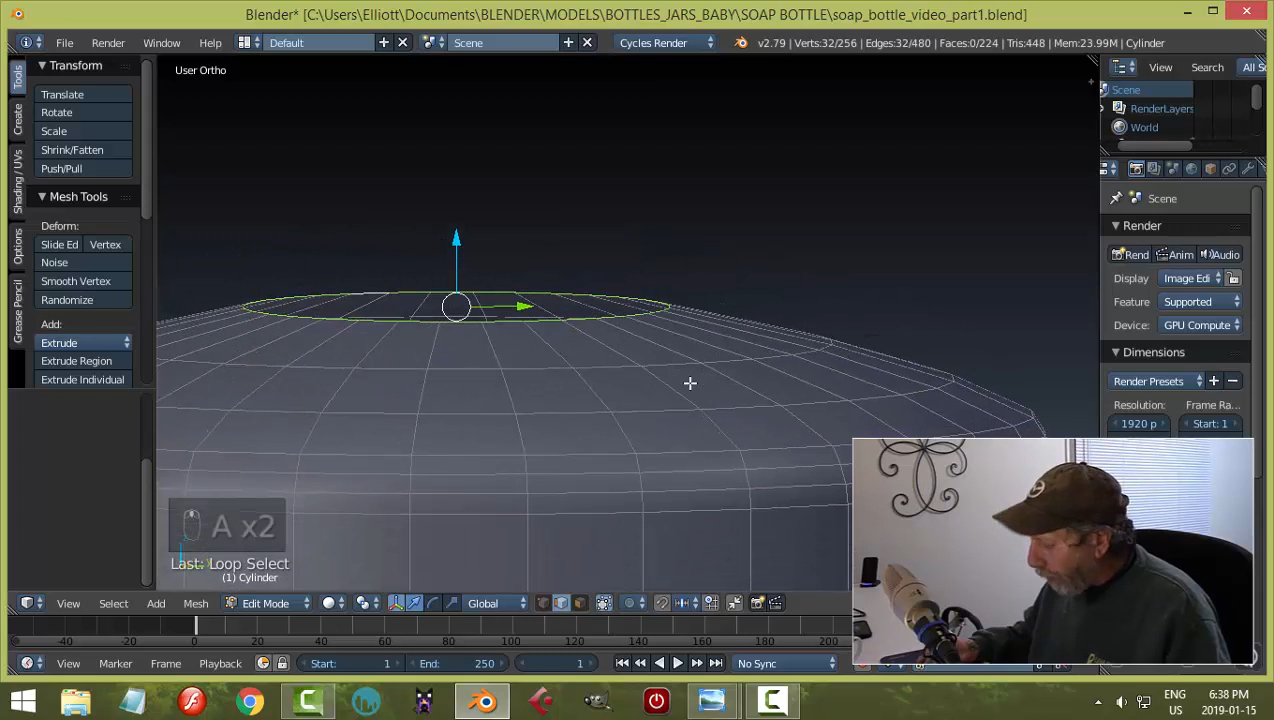 Blender* [C:\Users\Elliott\Documents\BLENDER\MODELS\BOTTLES_JARS_BABY\SOAP BOTTLE\soap_bottle_video_part1.blend]
File Render Window Help Default Scene Cycles Render v2.79 | Verts:32/256 | Edges:32/480 | Faces:0/224 | Tris:448 | Mem:23.99M | Cylinder
Tools
Create
Shading / UVs
Options
Grease Pencil
Transform
Translate
Rotate
Scale
Shrink/Fatten
Push/Pull
Mesh Tools
Deform:
Slide Ed Vertex
Noise
Smooth Vertex
Randomize
Add:
Extrude
Extrude Region
Extrude Individual
User Ortho
A x2
Last: Loop Select
(1) Cylinder
View Search All Sc
Scene
RenderLayers
World
Scene
Render
Rend Anim Audio
Display Image Edi
Feature Supported
Device: GPU Compute
Dimensions
Render Presets
Resolution: Frame Ra...
1920 p Start: 1
View Select Add Mesh Edit Mode Global
-40 -20 0 20 40 60 80 100 120 140 160 180 200
View Marker Frame Playback Start: 1 End: 250 1 No Sync
ENG
US
6:38 PM
2019-01-15